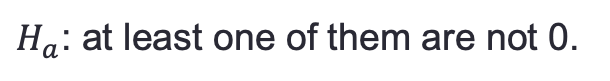 Hₐ: at least one of them are not 0.